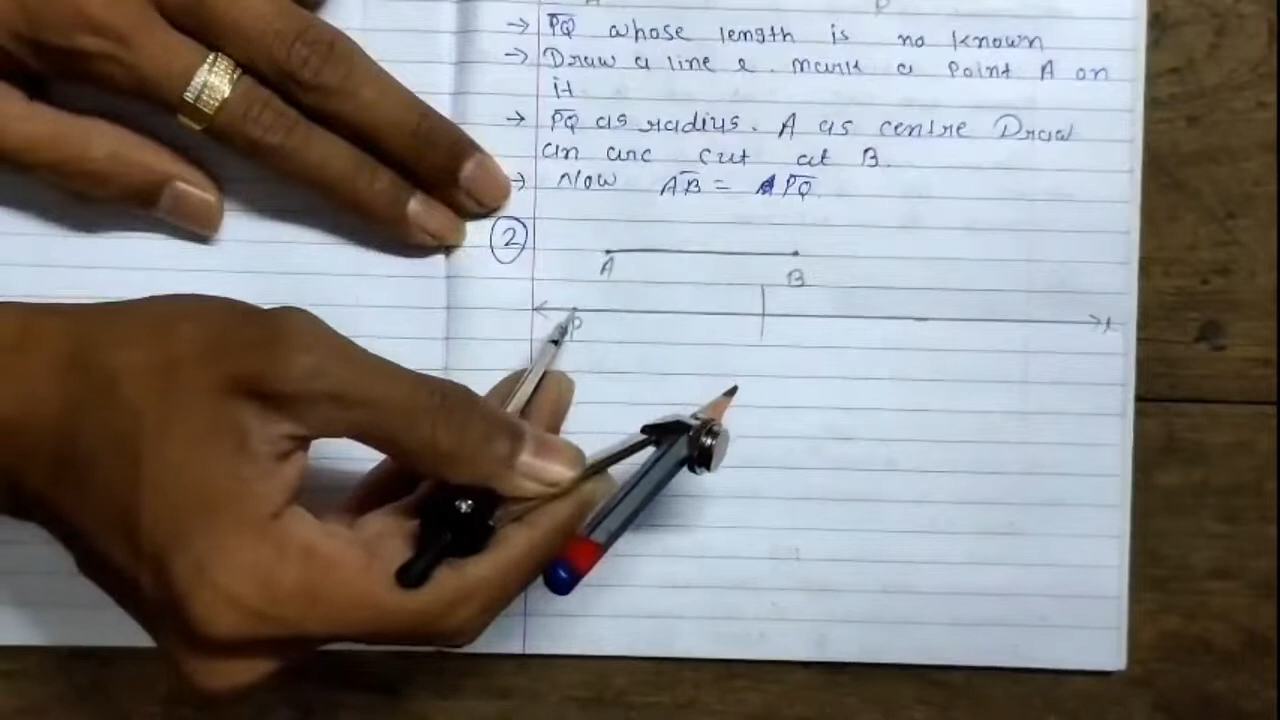 → PQ whose length is no known
→ Draw a line l. mark a point A on
it
→ PQ as radius. A as centre Draw
an arc cut at B.
→ Now AB = PQ.
2
A B
P l